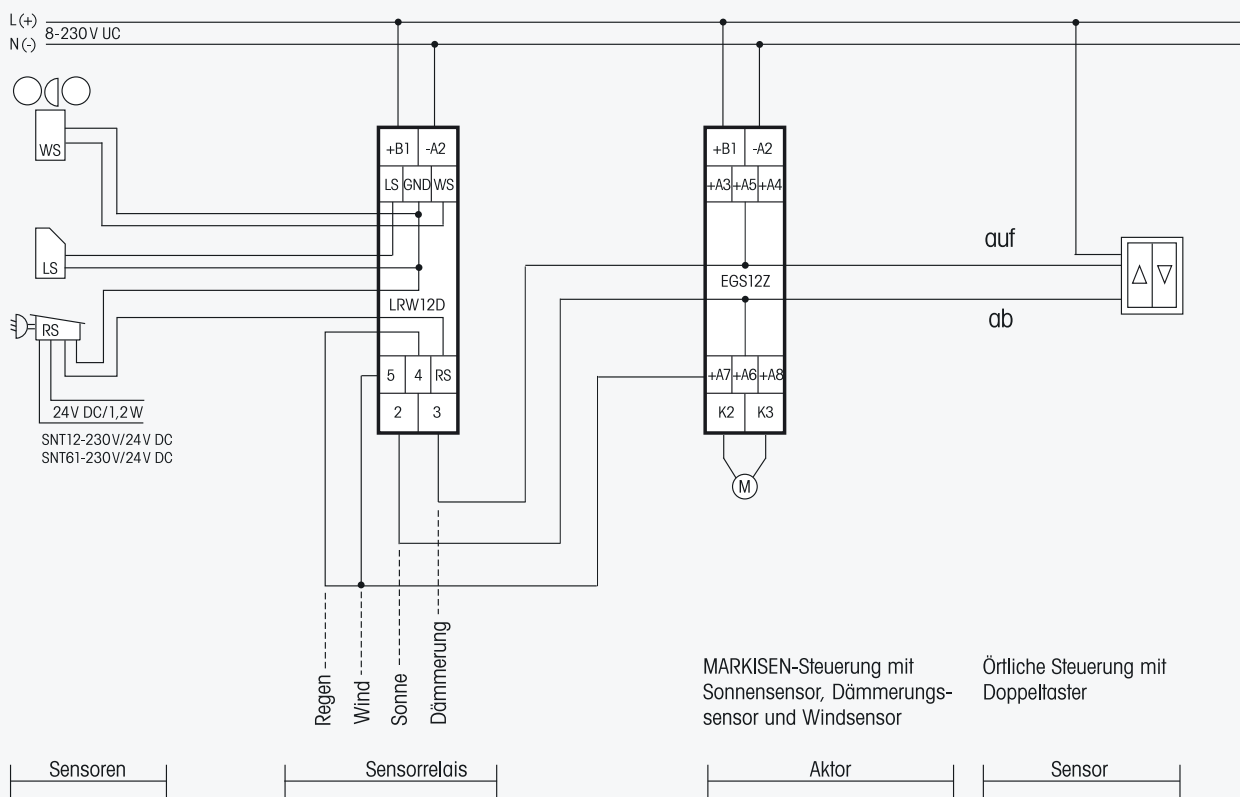 L(+)
8-230V UC
N(-)
WS
LS
RS
24V DC/1,2W
SNT12-230V/24V DC
SNT61-230V/24V DC
+B1 -A2
LS GND WS
LRW12D
5 4 RS
2 3
+B1 -A2
+A3 +A5 +A4
EGS12Z
+A7 +A6 +A8
K2 K3
M
auf
ab
Regen
Wind
Sonne
Dämmerung
MARKISEN-Steuerung mit
Sonnensensor, Dämmerungs-
sensor und Windsensor
Örtliche Steuerung mit
Doppeltaster
Sensoren
Sensorrelais
Aktor
Sensor